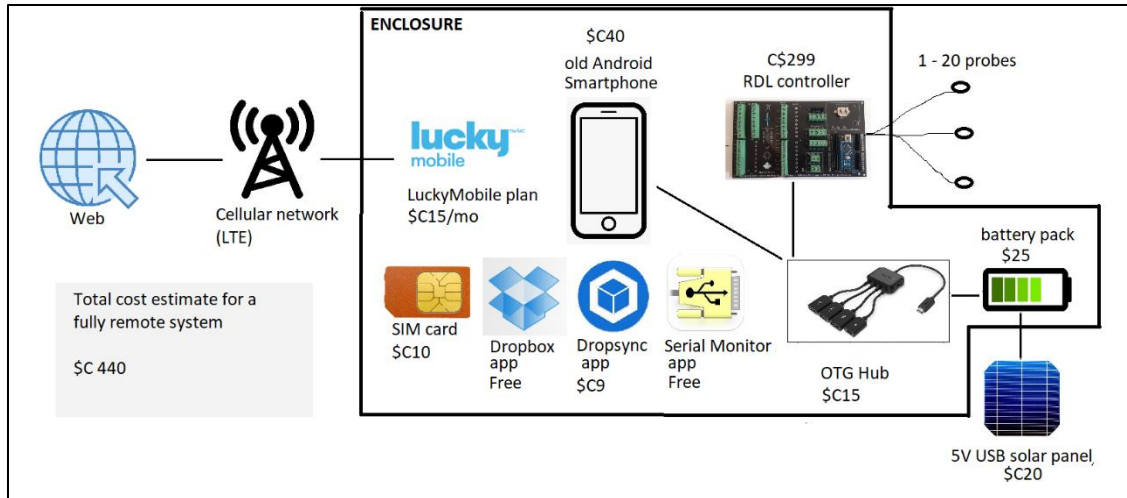 ENCLOSURE
$C40
old Android
Smartphone
C$299
RDL controller
1 - 20 probes
lucky
mobile
LuckyMobile plan
$C15/mo
Web
Cellular network
(LTE)
battery pack
$25
Total cost estimate for a
fully remote system
$C 440
SIM card
$C10
Dropbox
app
Free
Dropsync
app
$C9
Serial Monitor
app
Free
OTG Hub
$C15
5V USB solar panel,
$C20